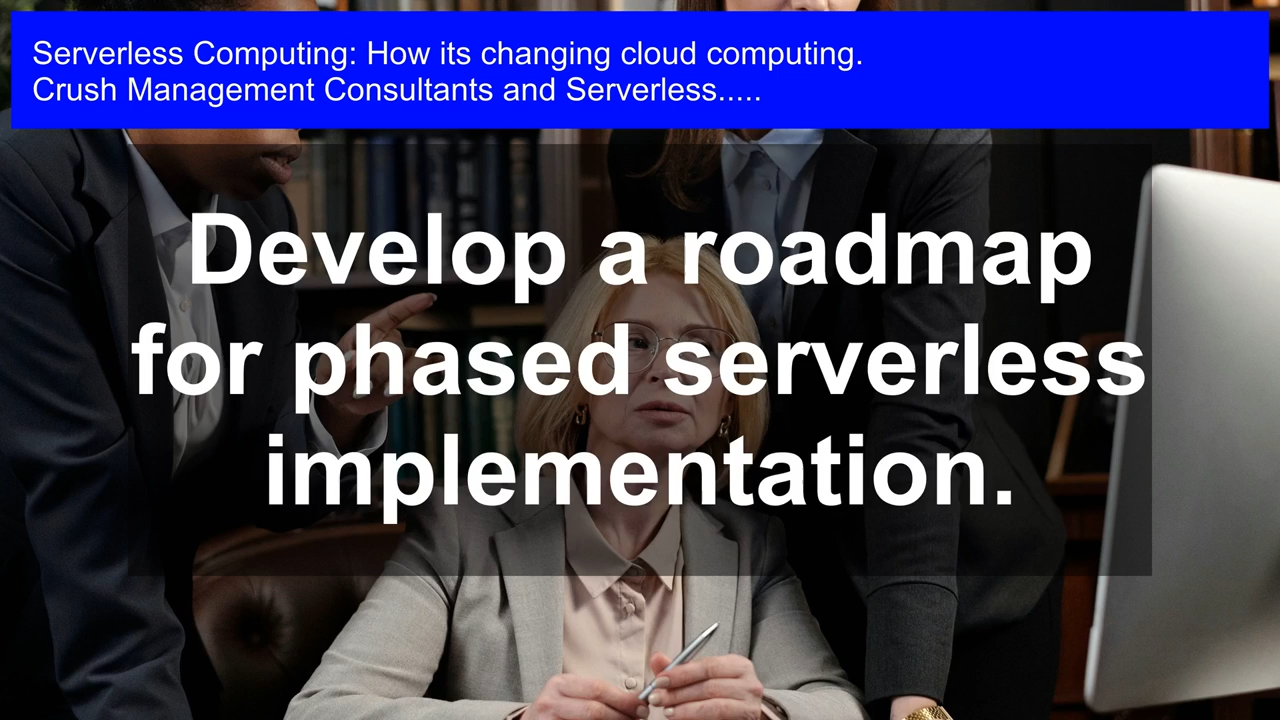 Serverless Computing: How its changing cloud computing.
Crush Management Consultants and Serverless.....
Develop a roadmap
for phased serverless
implementation.